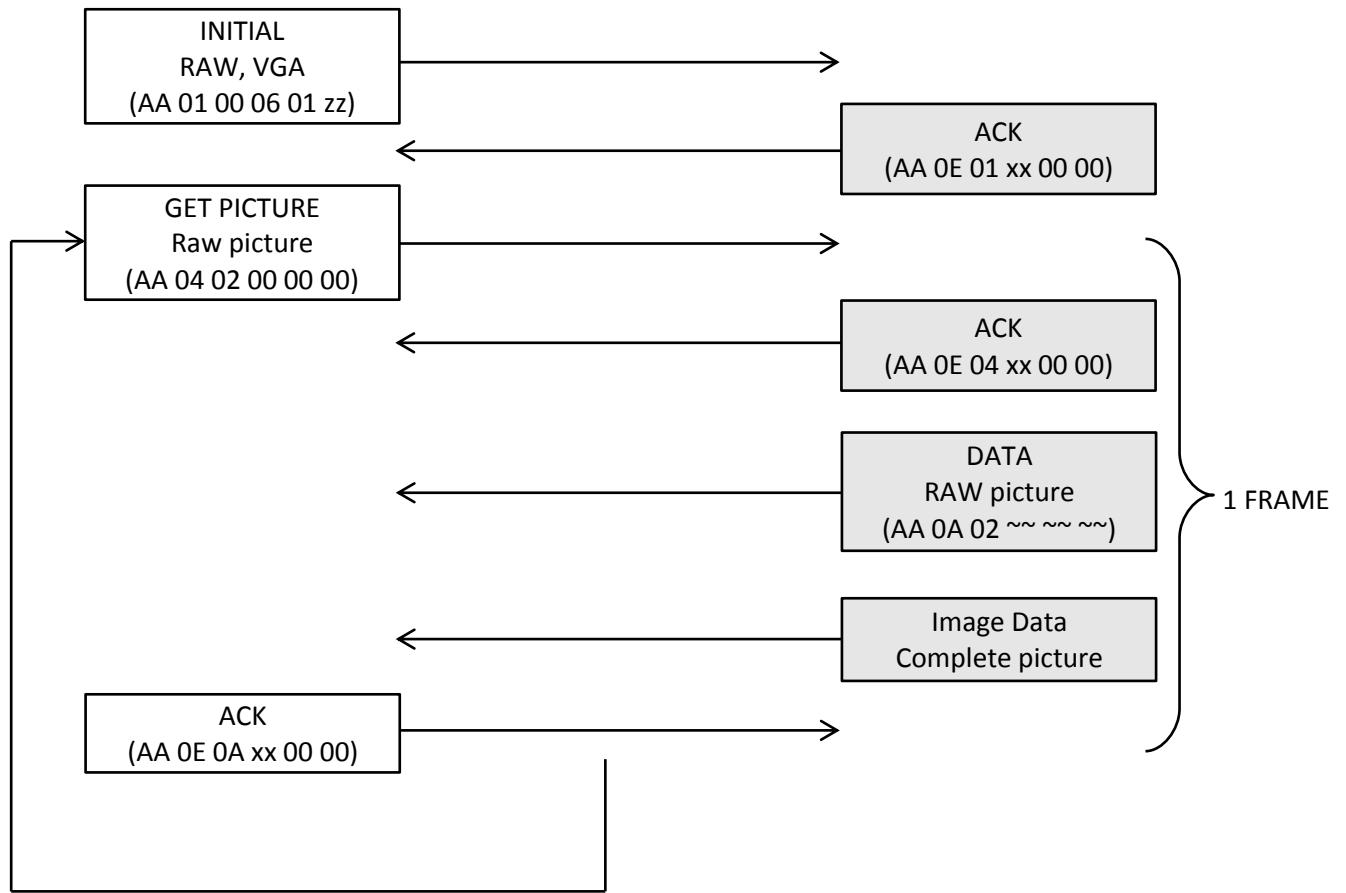 INITIAL
RAW, VGA
(AA 01 00 06 01 zz)
ACK
(AA 0E 01 xx 00 00)
GET PICTURE
Raw picture
(AA 04 02 00 00 00)
ACK
(AA 0E 04 xx 00 00)
DATA
RAW picture
(AA 0A 02 ~~ ~~ ~~)
1 FRAME
Image Data
Complete picture
ACK
(AA 0E 0A xx 00 00)